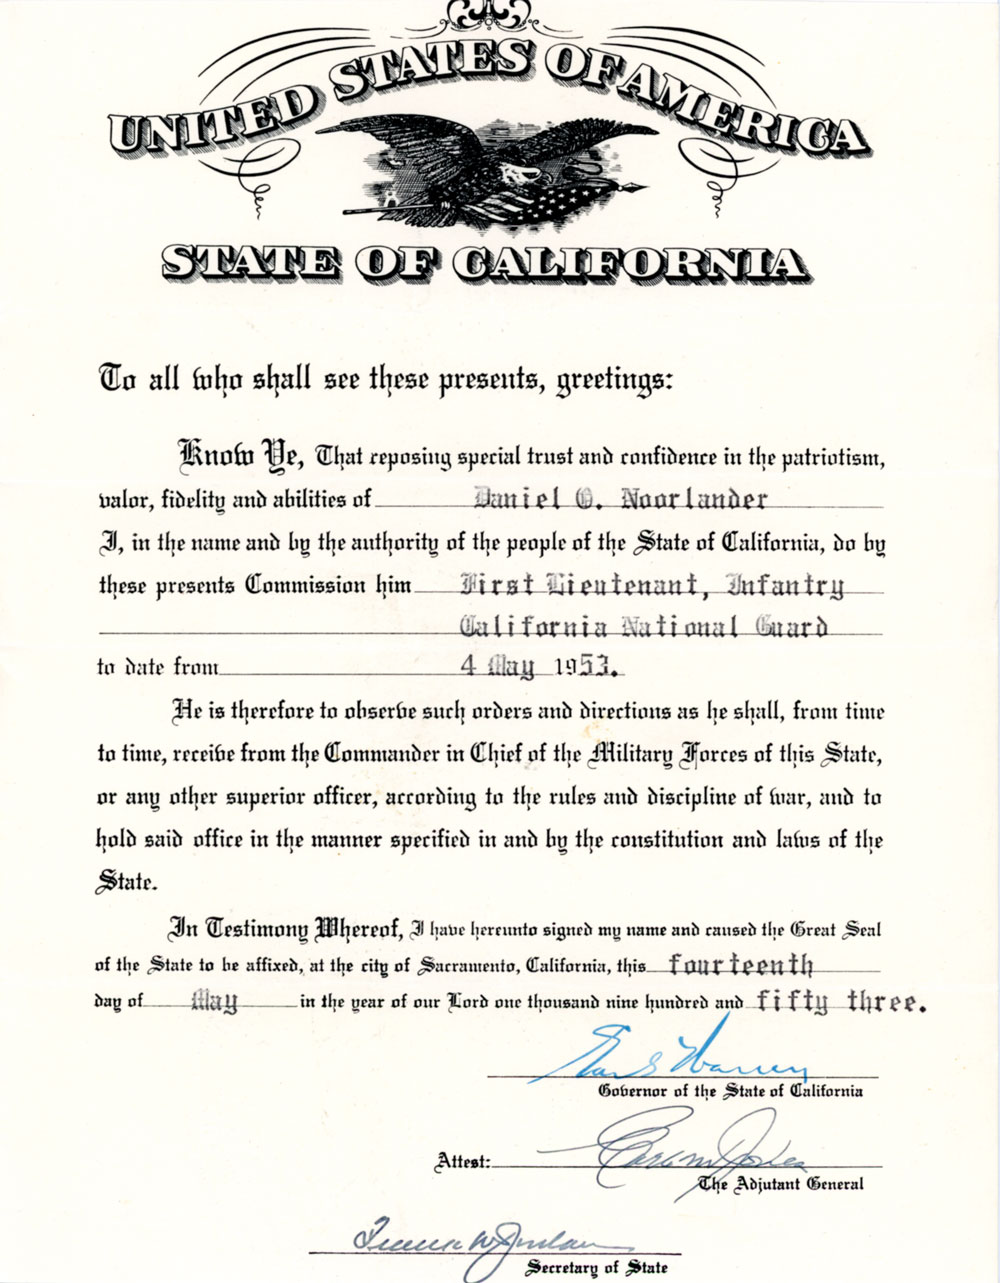 UNITED STATES OF AMERICA
STATE OF CALIFORNIA
To all who shall see these presents, greetings:
Know Ye, That reposing special trust and confidence in the patriotism,
valor, fidelity and abilities of Daniel O. Noorlander
I, in the name and by the authority of the people of the State of California, do by
these presents Commission him First Lieutenant, Infantry
California National Guard
to date from 4 May 1953.
He is therefore to observe such orders and directions as he shall, from time
to time, receive from the Commander in Chief of the Military Forces of this State,
or any other superior officer, according to the rules and discipline of war, and to
hold said office in the manner specified in and by the constitution and laws of the
State.
In Testimony Whereof, I have hereunto signed my name and caused the Great Seal
of the State to be affixed, at the city of Sacramento, California, this fourteenth
day of May in the year of our Lord one thousand nine hundred and fifty three.
Earl Warren
Governor of the State of California
Attest:
The Adjutant General
Jordan
Secretary of State